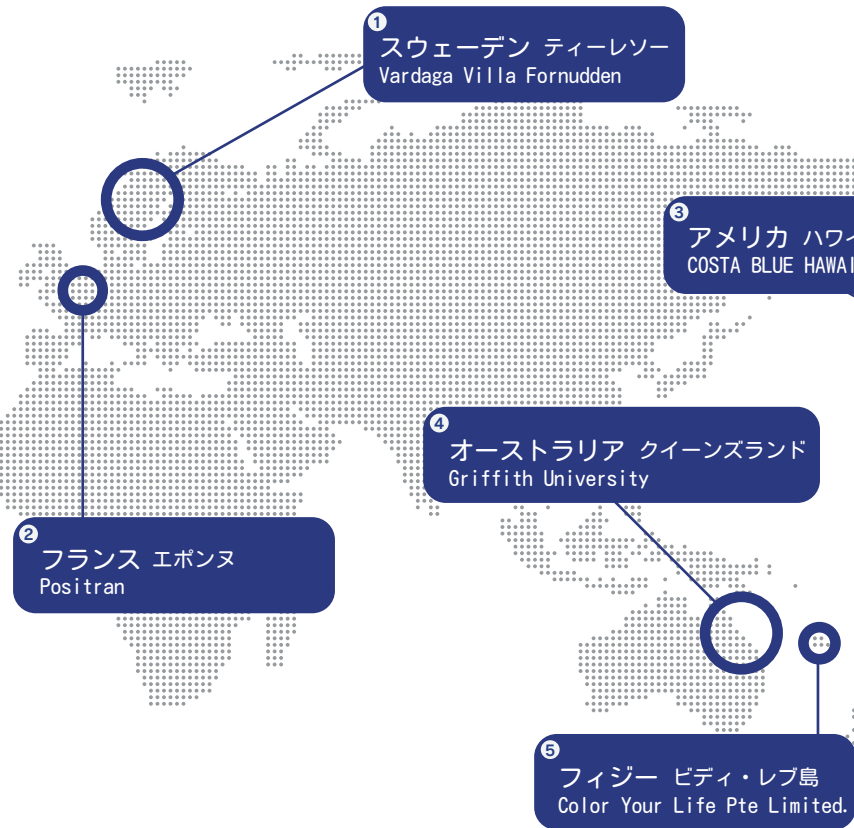 ①
スウェーデン ティーレソー
Vardaga Villa Fornudden
③
アメリカ ハワイ
COSTA BLUE HAWAI
④
オーストラリア クイーンズランド
Griffith University
②
フランス エポンヌ
Positran
⑤
フィジー ビディ・レブ島
Color Your Life Pte Limited.